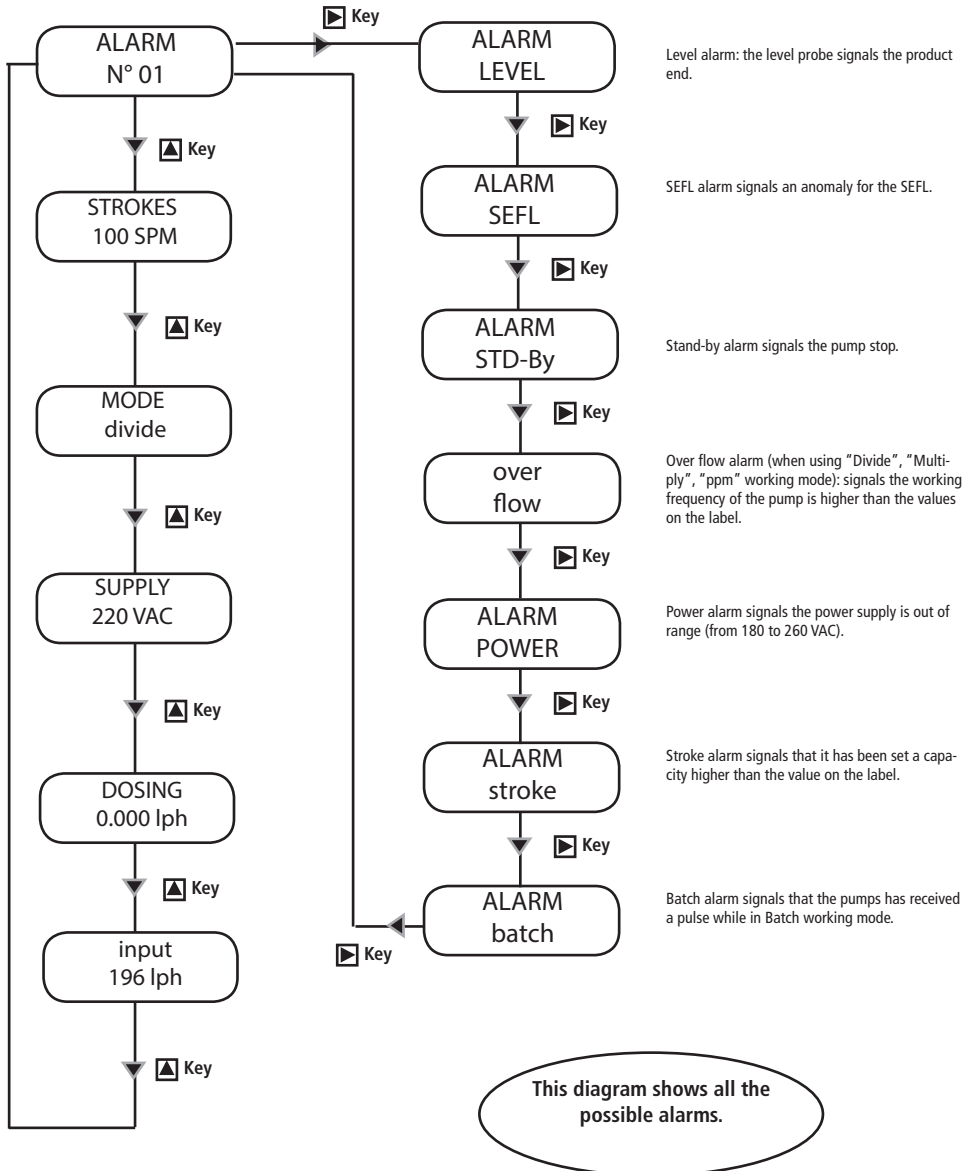 Key
ALARM
N° 01
Key
STROKES
100 SPM
Key
MODE
divide
Key
SUPPLY
220 VAC
Key
DOSING
0.000 lph
Key
input
196 lph
Key
ALARM
LEVEL
Level alarm: the level probe signals the product
end.
Key
ALARM
SEFL
SEFL alarm signals an anomaly for the SEFL.
Key
ALARM
STD-By
Stand-by alarm signals the pump stop.
Key
over
flow
Over flow alarm (when using “Divide”, “Multi-
ply”, “ppm” working mode): signals the working
frequency of the pump is higher than the values
on the label.
Key
ALARM
POWER
Power alarm signals the power supply is out of
range (from 180 to 260 VAC).
Key
ALARM
stroke
Stroke alarm signals that it has been set a capa-
city higher than the value on the label.
Key
ALARM
batch
Batch alarm signals that the pumps has received
a pulse while in Batch working mode.
Key
This diagram shows all the
possible alarms.